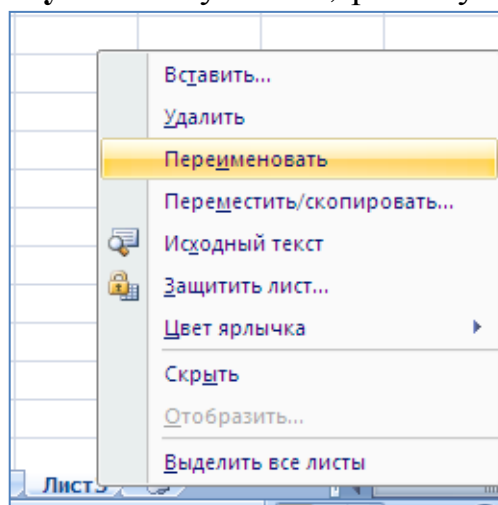 Вставить...
Удалить
Переименовать
Переместить/скопировать...
Исходный текст
Защитить лист...
Цвет ярлычка
Скрыть
Отобразить...
Выделить все листы
Лист3